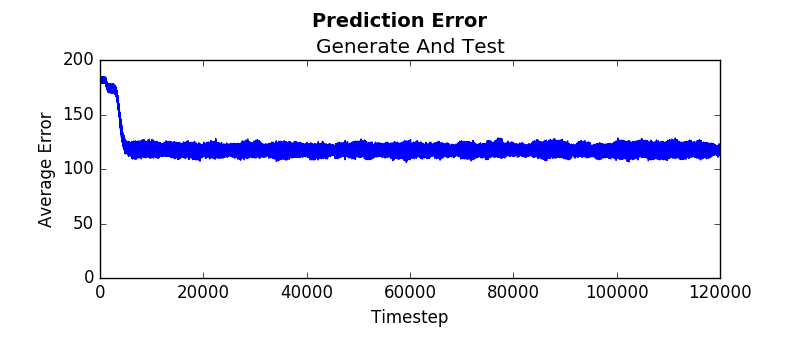 Prediction Error
Generate And Test
200
150
100
50
0
Average Error
0 20000 40000 60000 80000 100000 120000
Timestep